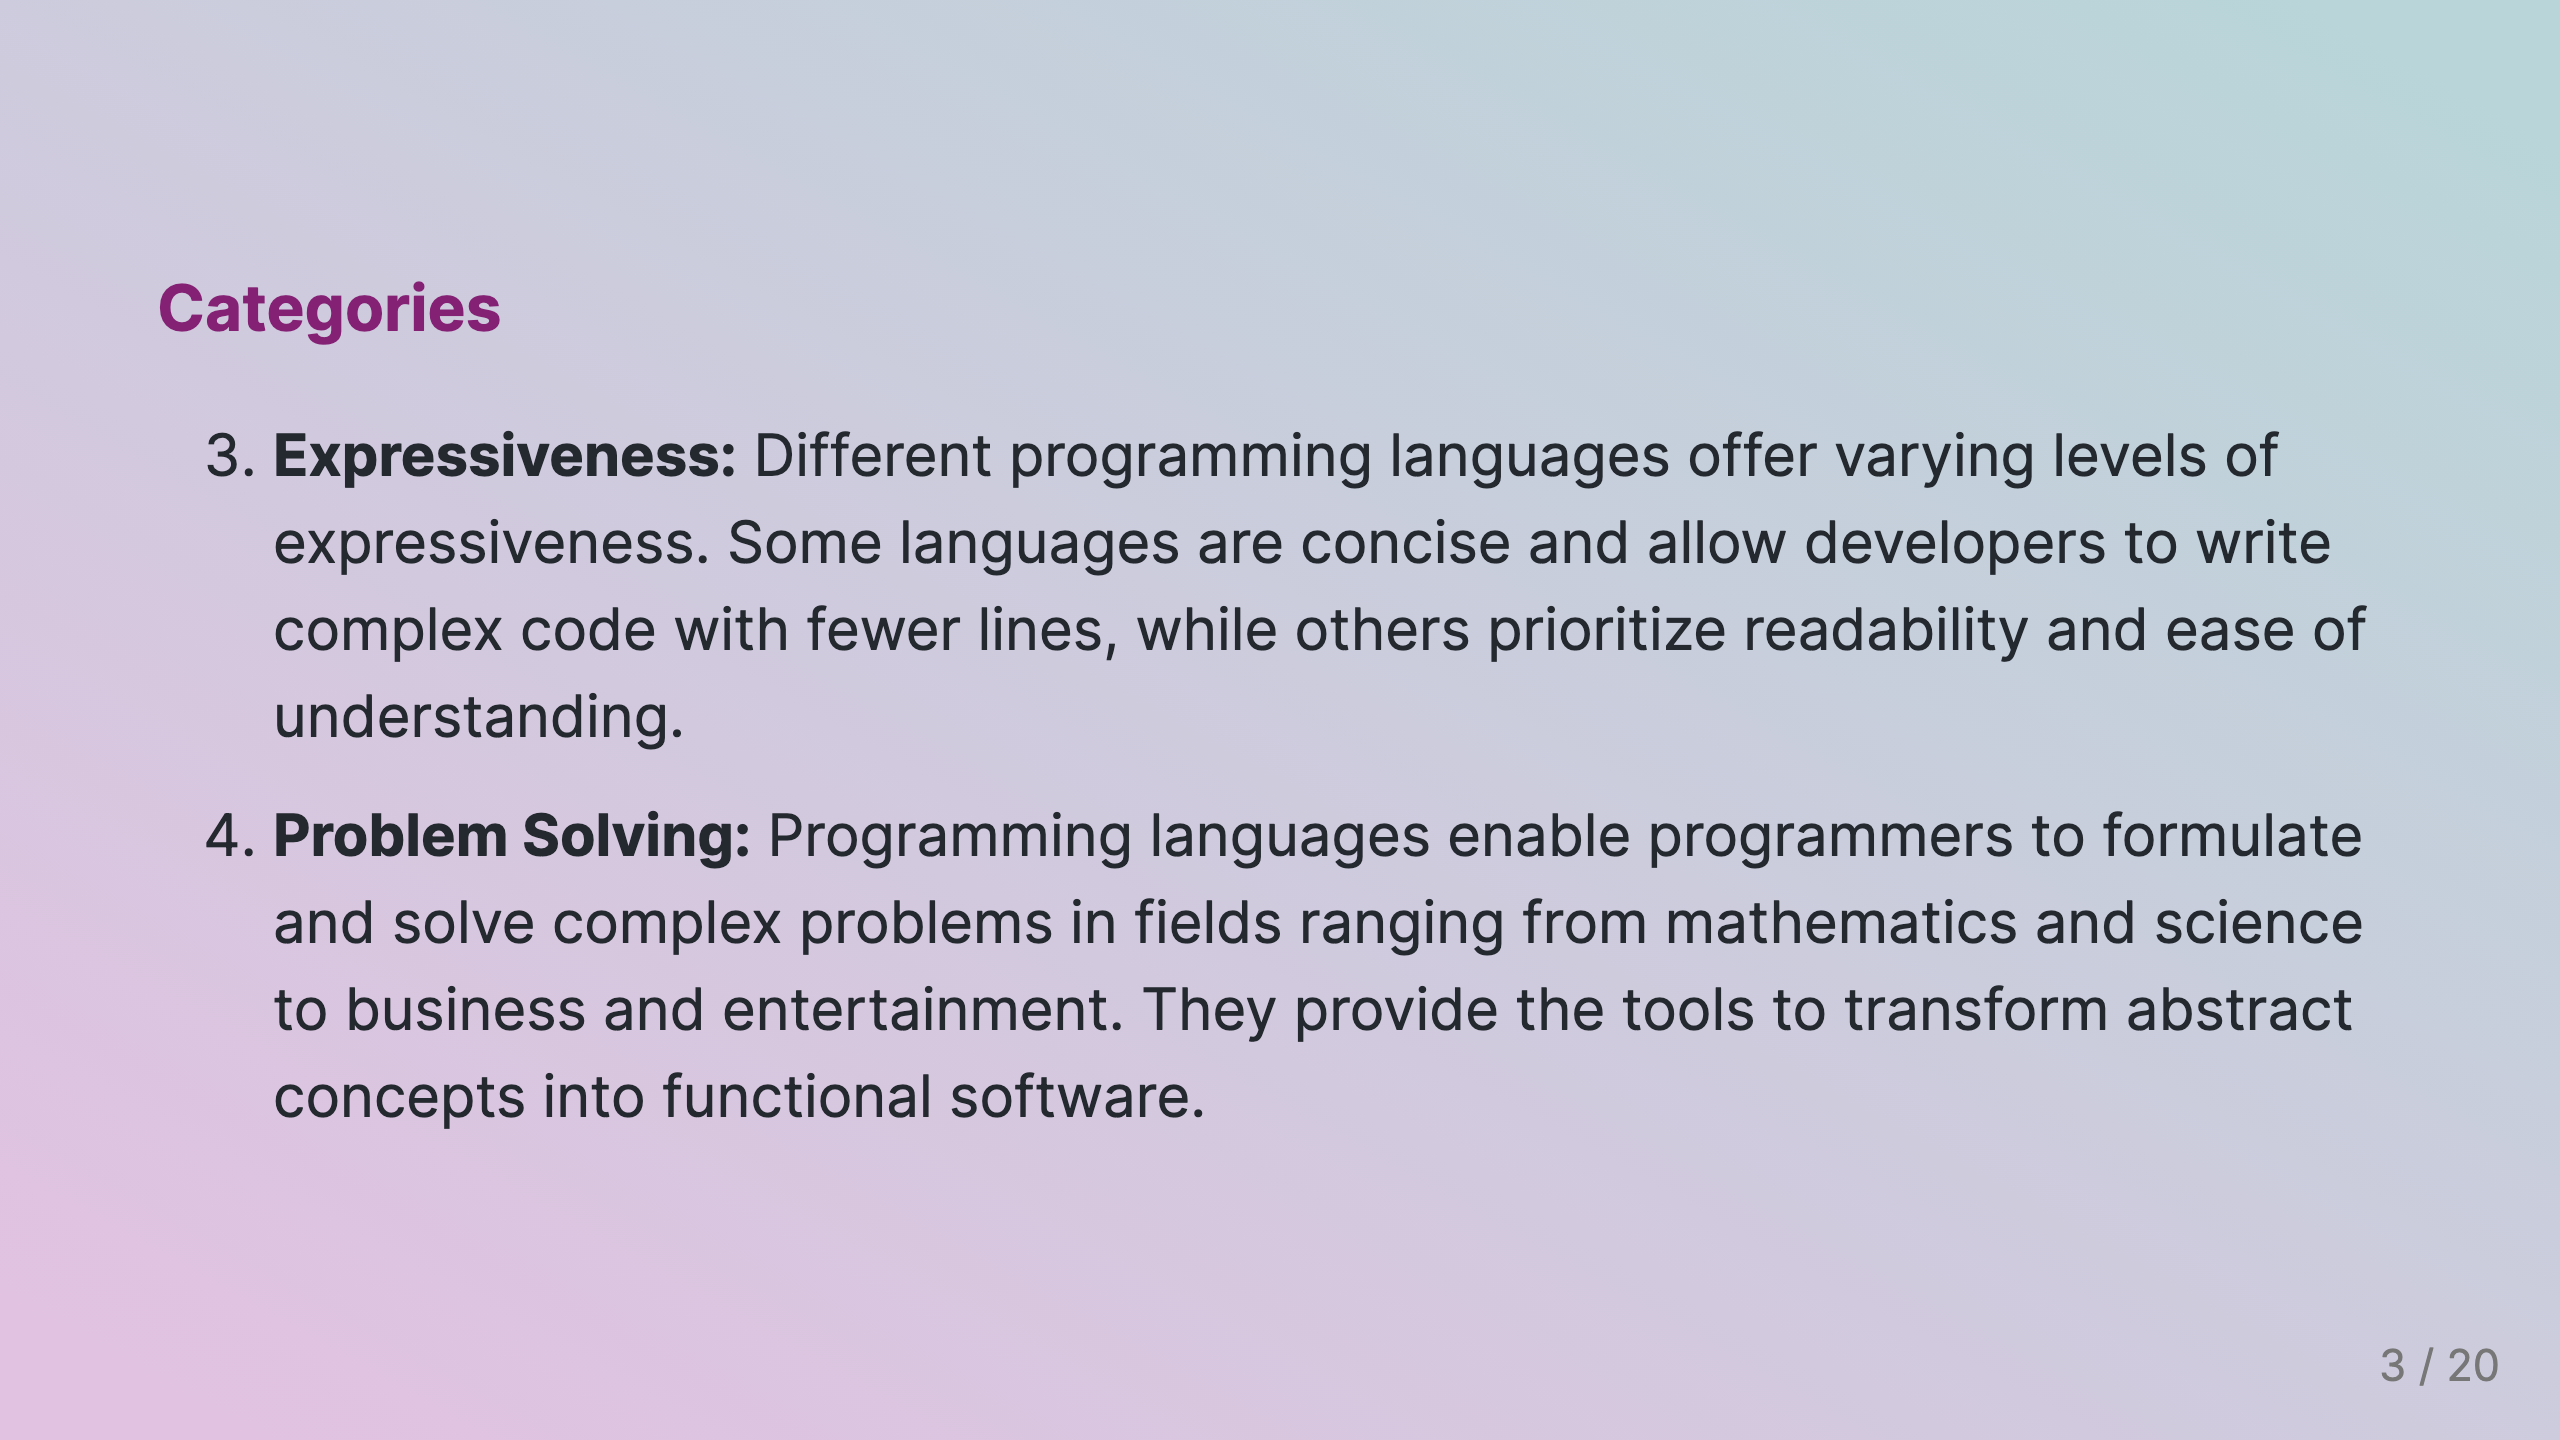 Categories
3. Expressiveness: Different programming languages offer varying levels of
expressiveness. Some languages are concise and allow developers to write
complex code with fewer lines, while others prioritize readability and ease of
understanding.
4. Problem Solving: Programming languages enable programmers to formulate
and solve complex problems in fields ranging from mathematics and science
to business and entertainment. They provide the tools to transform abstract
concepts into functional software.
3 / 20